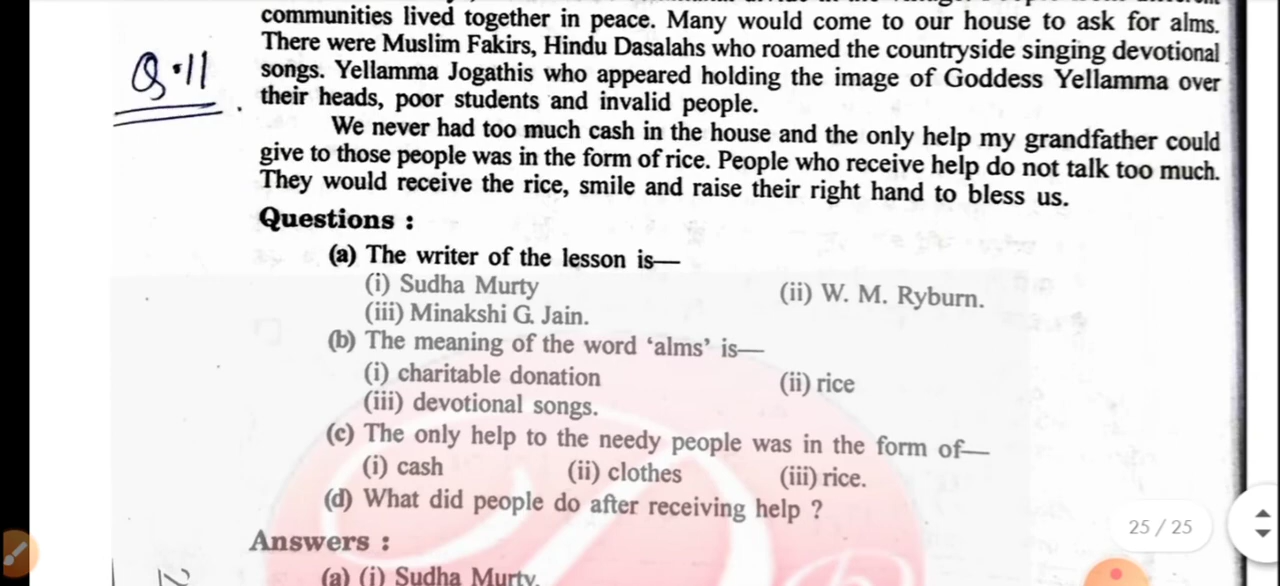 communities lived together in peace. Many would come to our house to ask for alms.
There were Muslim Fakirs, Hindu Dasalahs who roamed the countryside singing devotional
songs. Yellamma Jogathis who appeared holding the image of Goddess Yellamma over
their heads, poor students and invalid people.
Q.11
We never had too much cash in the house and the only help my grandfather could
give to those people was in the form of rice. People who receive help do not talk too much.
They would receive the rice, smile and raise their right hand to bless us.
Questions :
(a) The writer of the lesson is—
(i) Sudha Murty (ii) W. M. Ryburn.
(iii) Minakshi G. Jain.
(b) The meaning of the word ‘alms’ is—
(i) charitable donation (ii) rice
(iii) devotional songs.
(c) The only help to the needy people was in the form of—
(i) cash (ii) clothes (iii) rice.
(d) What did people do after receiving help ?
25 / 25
Answers :
(a) (i) Sudha Murty.